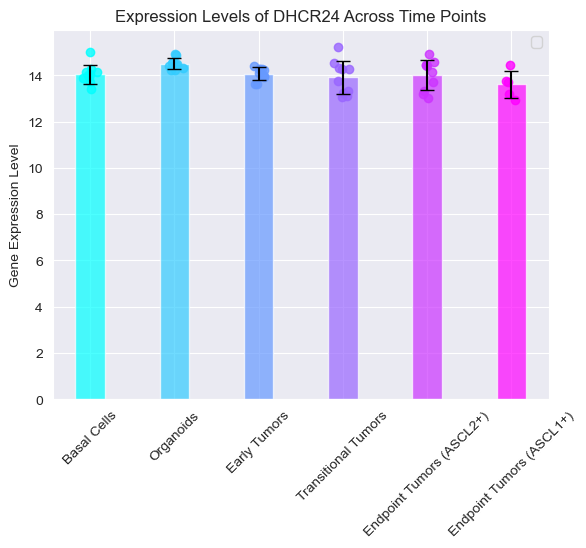 Expression Levels of DHCR24 Across Time Points
Gene Expression Level
14
12
10
8
6
4
2
0
Basal Cells
Organoids
Early Tumors
Transitional Tumors
Endpoint Tumors (ASCL2+)
Endpoint Tumors (ASCL1+)